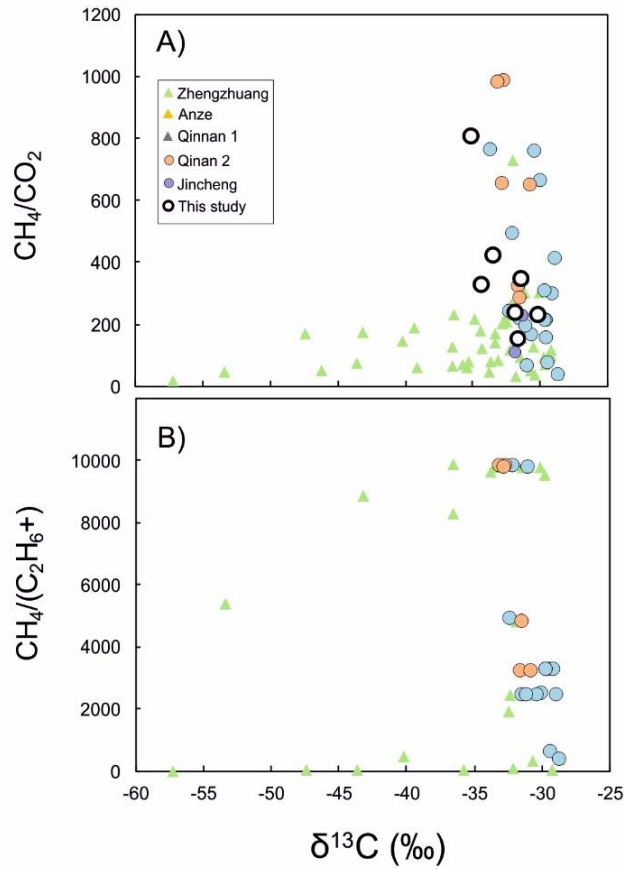 A)
1200
1000
800
600
400
200
0
CH₄/CO₂
Zhengzhuang
Anze
Qinnan 1
Qinan 2
Jincheng
This study
B)
10000
8000
6000
4000
2000
0
CH₄/(C₂H₆+)
-60 -55 -50 -45 -40 -35 -30 -25
δ¹³C (‰)